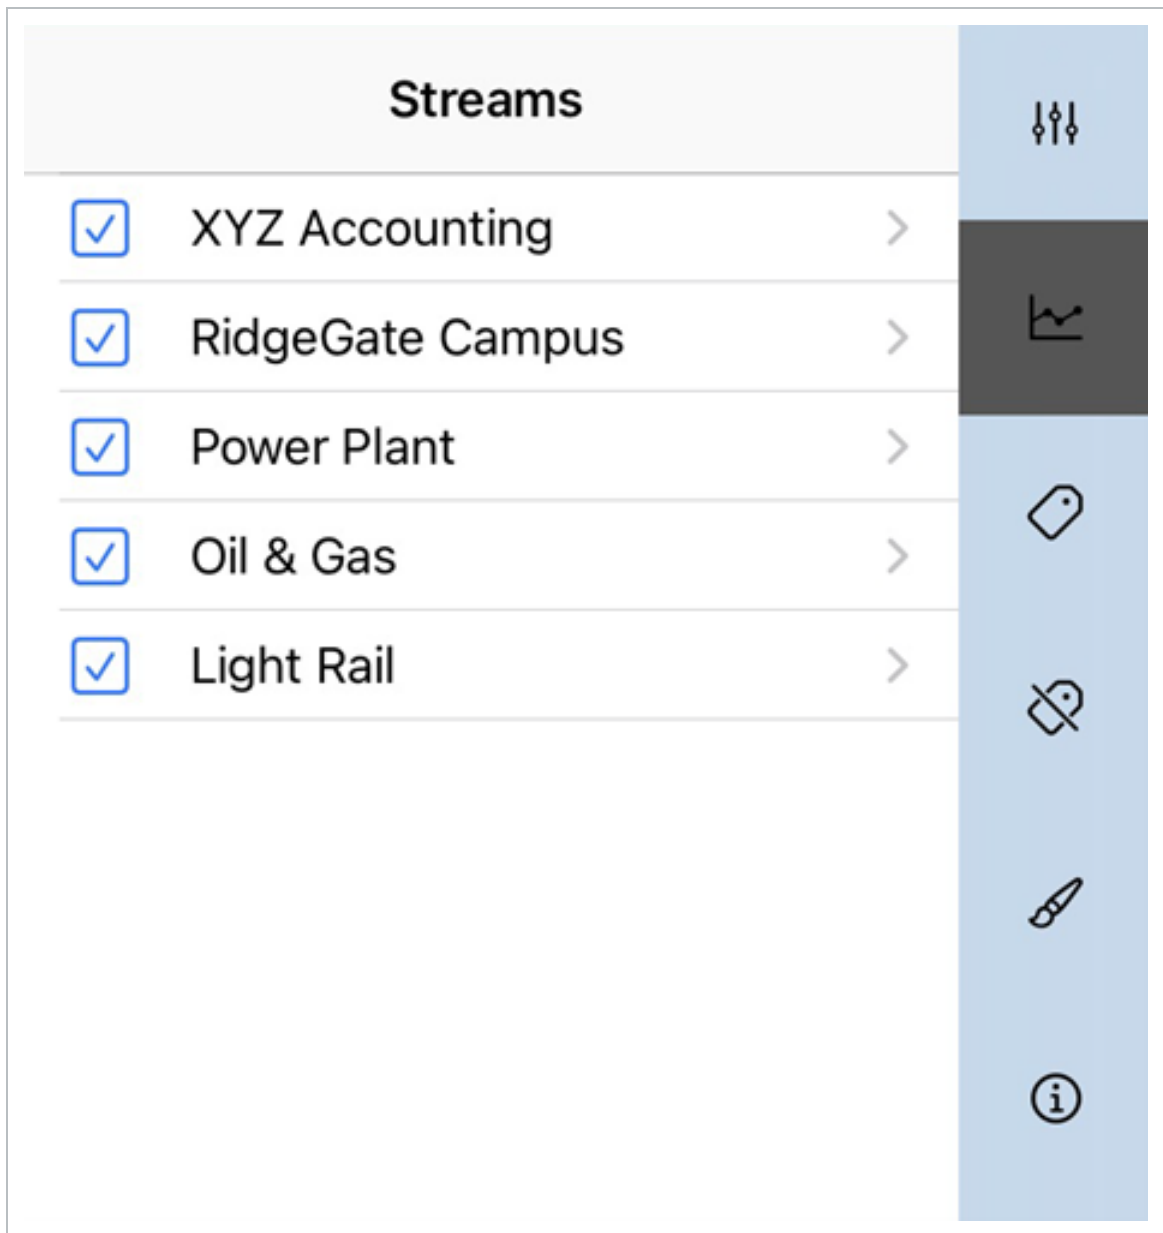 Streams
XYZ Accounting
RidgeGate Campus
Power Plant
Oil & Gas
Light Rail